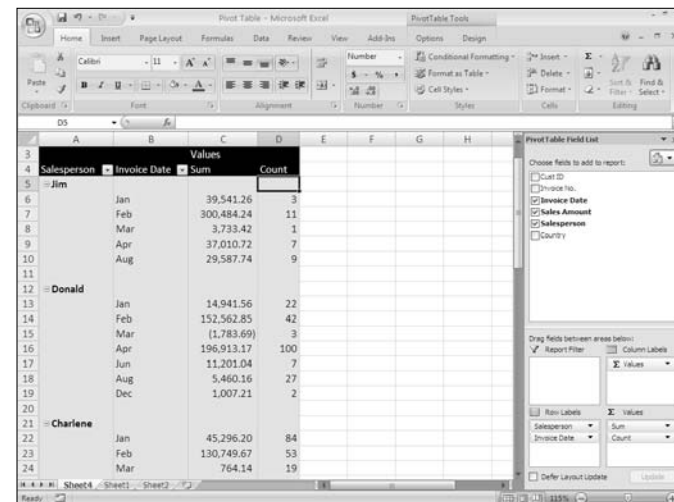 Pivot Table - Microsoft Excel PivotTable Tools
Home Insert Page Layout Formulas Data Review View Add-Ins Options Design
Paste Calibri 11 A A Number Conditional Formatting Insert Σ
B I U A $ % , Format as Table Delete Sort & Find &
Cell Styles Format Filter Select
Clipboard Font Alignment Number Styles Cells Editing
D5 fx
A B C D E F G H
3 Values
4 Salesperson Invoice Date Sum Count
5 Jim
6 Jan 39,541.26 3
7 Feb 300,484.24 11
8 Mar 3,733.42 1
9 Apr 37,010.72 7
10 Aug 29,587.74 9
11
12 Donald
13 Jan 14,941.56 22
14 Feb 152,562.85 42
15 Mar (1,783.69) 3
16 Apr 196,913.17 100
17 Jun 11,201.04 7
18 Aug 5,460.16 27
19 Dec 1,007.21 2
20
21 Charlene
22 Jan 45,296.20 84
23 Feb 130,749.67 53
24 Mar 764.14 19
Sheet4 Sheet1 Sheet2
Ready 115%
PivotTable Field List
Choose fields to add to report:
Cust ID
Invoice No.
Invoice Date
Sales Amount
Salesperson
Country
Drag fields between areas below:
Report Filter Column Labels
Σ Values
Row Labels Σ Values
Salesperson Sum
Invoice Date Count
Defer Layout Update Update